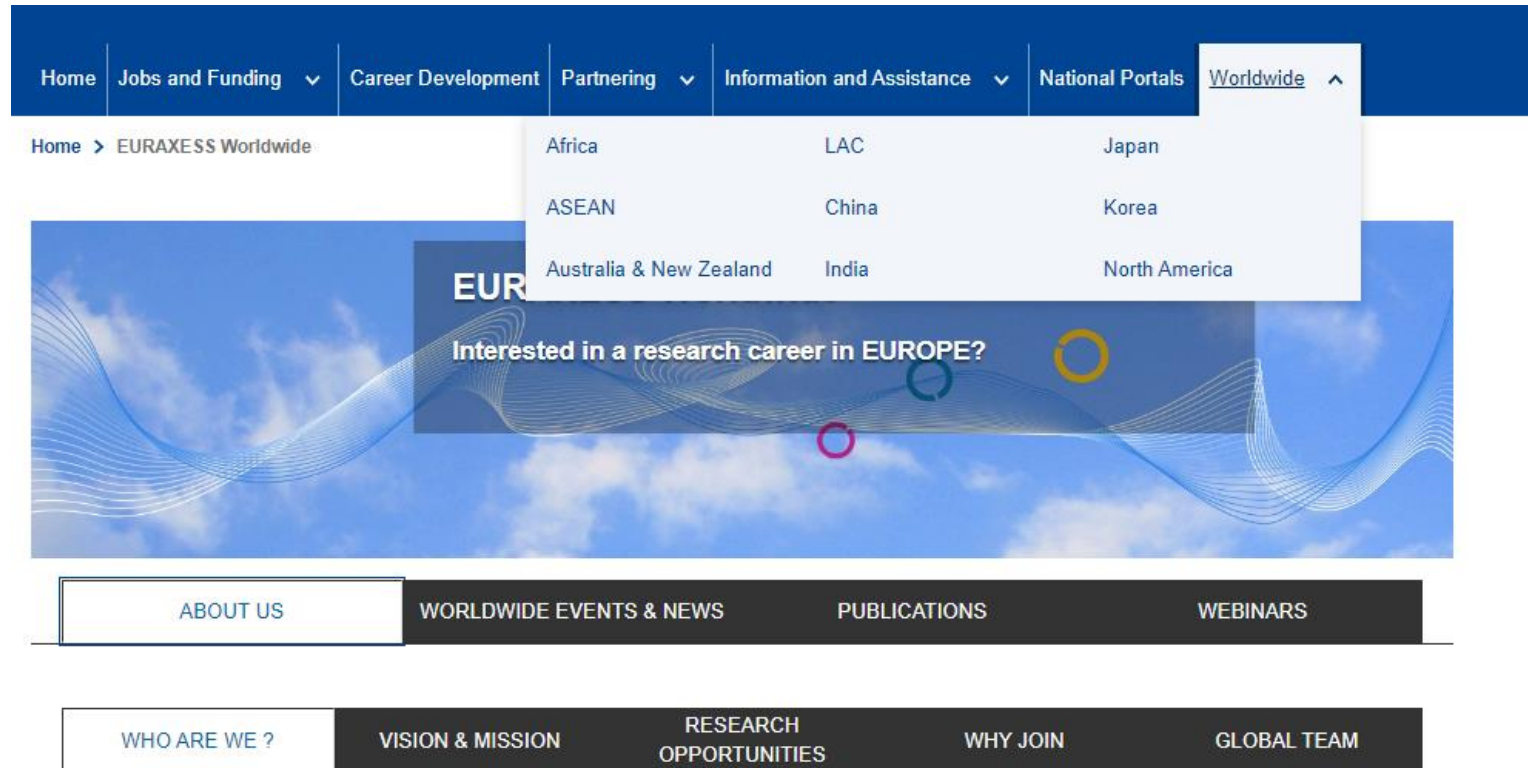 Home Jobs and Funding Career Development Partnering Information and Assistance National Portals Worldwide
Home > EURAXESS Worldwide
Africa LAC Japan
ASEAN China Korea
Australia & New Zealand India North America
EUR
Interested in a research career in EUROPE?
ABOUT US WORLDWIDE EVENTS & NEWS PUBLICATIONS WEBINARS
WHO ARE WE ? VISION & MISSION RESEARCH OPPORTUNITIES WHY JOIN GLOBAL TEAM